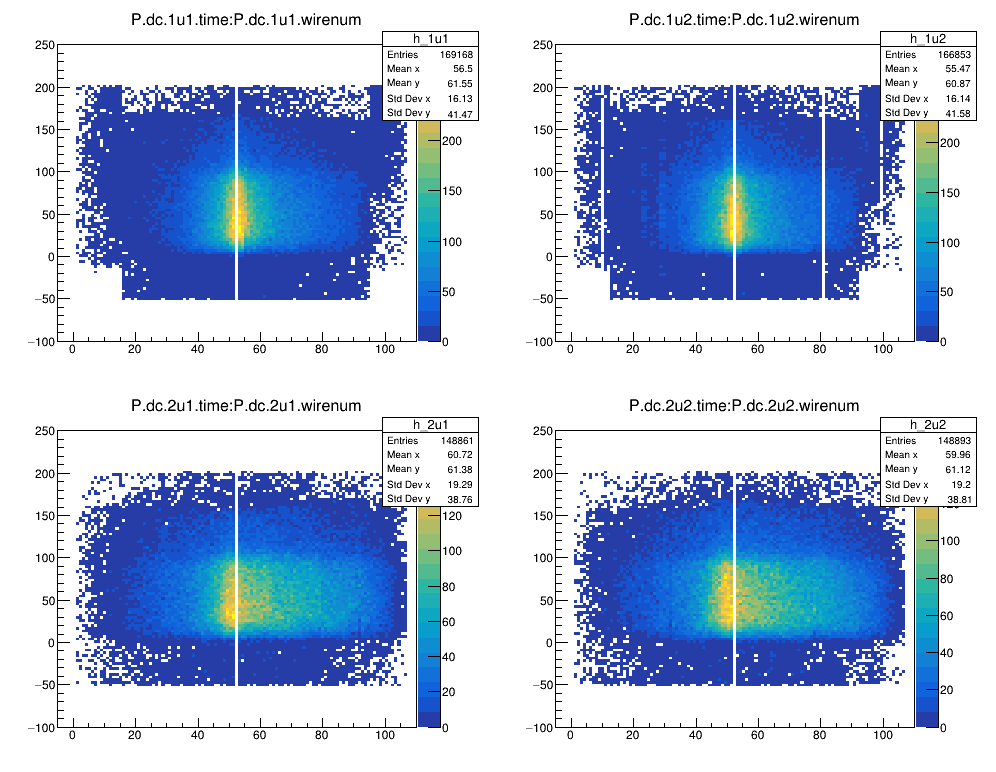 P.dc.1u1.time:P.dc.1u1.wirenum
h_1u1
Entries 169168
Mean x 56.5
Mean y 61.55
Std Dev x 16.13
Std Dev y 41.47
250
200
150
100
50
0
−50
−100
0 20 40 60 80 100
200
150
100
50
0
P.dc.1u2.time:P.dc.1u2.wirenum
h_1u2
Entries 166853
Mean x 55.47
Mean y 60.87
Std Dev x 16.14
Std Dev y 41.58
250
200
150
100
50
0
−50
−100
0 20 40 60 80 100
200
150
100
50
0
P.dc.2u1.time:P.dc.2u1.wirenum
h_2u1
Entries 148861
Mean x 60.72
Mean y 61.38
Std Dev x 19.29
Std Dev y 38.76
250
200
150
100
50
0
−50
−100
0 20 40 60 80 100
120
100
80
60
40
20
0
P.dc.2u2.time:P.dc.2u2.wirenum
h_2u2
Entries 148893
Mean x 59.96
Mean y 61.12
Std Dev x 19.2
Std Dev y 38.81
250
200
150
100
50
0
−50
−100
0 20 40 60 80 100
100
80
60
40
20
0